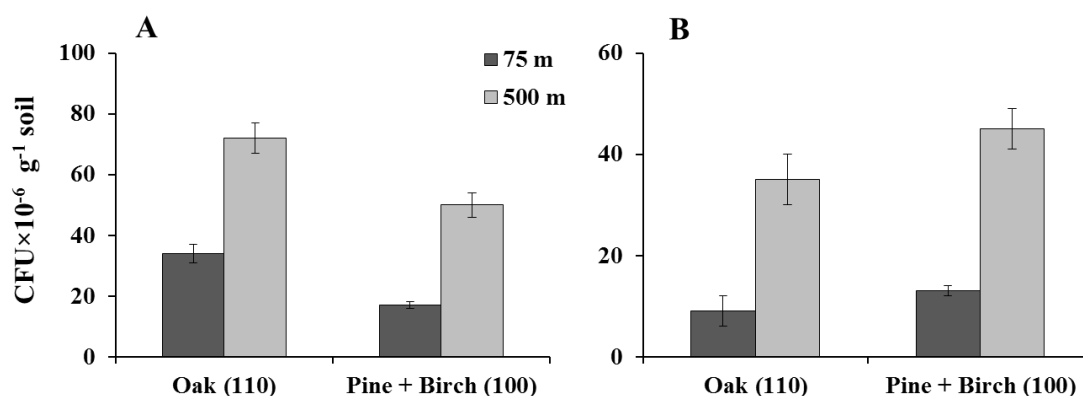 A
B
CFU×10⁻⁶ g⁻¹ soil
100
80
60
40
20
0
75 m
500 m
Oak (110)
Pine + Birch (100)
60
40
20
0
Oak (110)
Pine + Birch (100)